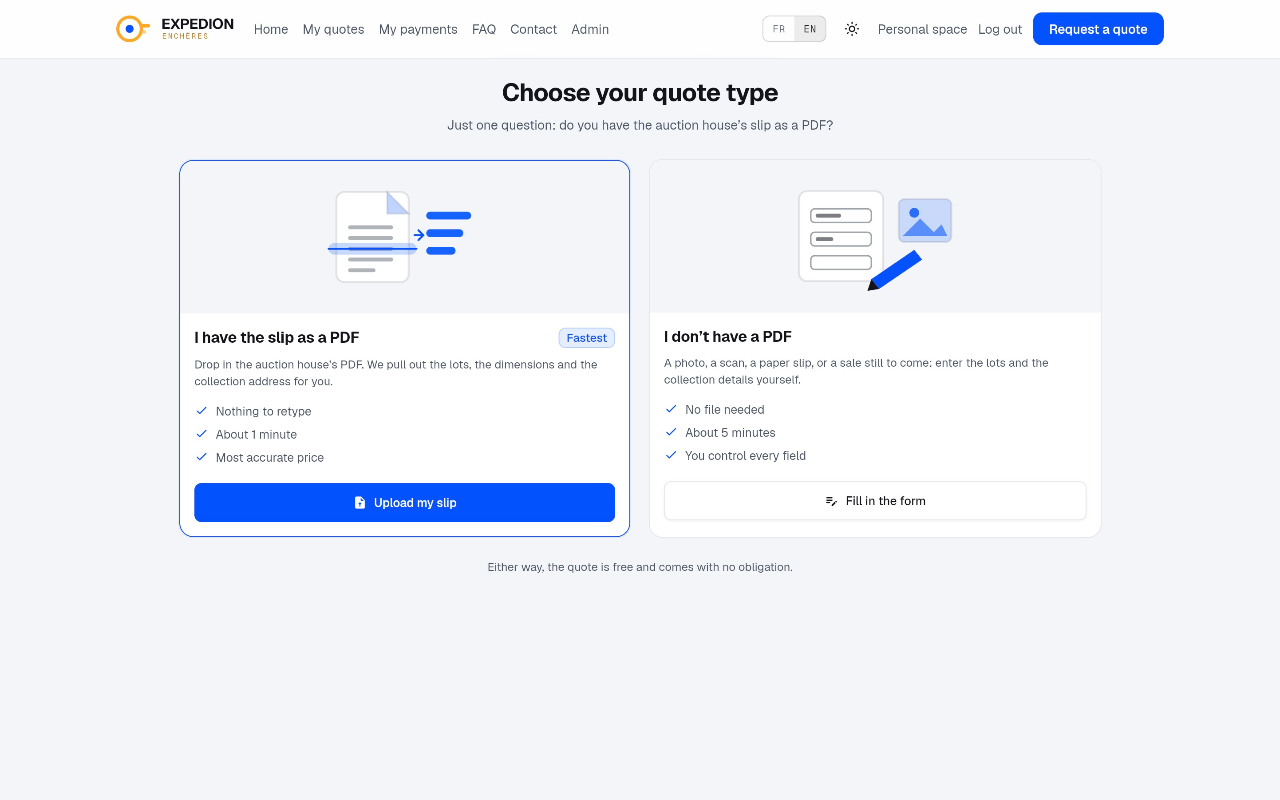 EXPEDION
ENCHÈRES
Home
My quotes
My payments
FAQ
Contact
Admin
FR
EN
Personal space
Log out
Request a quote
Choose your quote type
Just one question: do you have the auction house’s slip as a PDF?
I have the slip as a PDF
Fastest
Drop in the auction house’s PDF. We pull out the lots, the dimensions and the
collection address for you.
Nothing to retype
About 1 minute
Most accurate price
Upload my slip
I don’t have a PDF
A photo, a scan, a paper slip, or a sale still to come: enter the lots and the
collection details yourself.
No file needed
About 5 minutes
You control every field
Fill in the form
Either way, the quote is free and comes with no obligation.